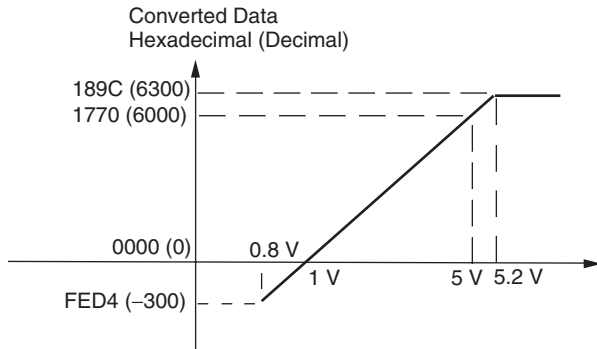 Converted Data
Hexadecimal (Decimal)
189C (6300)
1770 (6000)
0000 (0)
0.8 V
1 V
5 V
5.2 V
FED4 (−300)